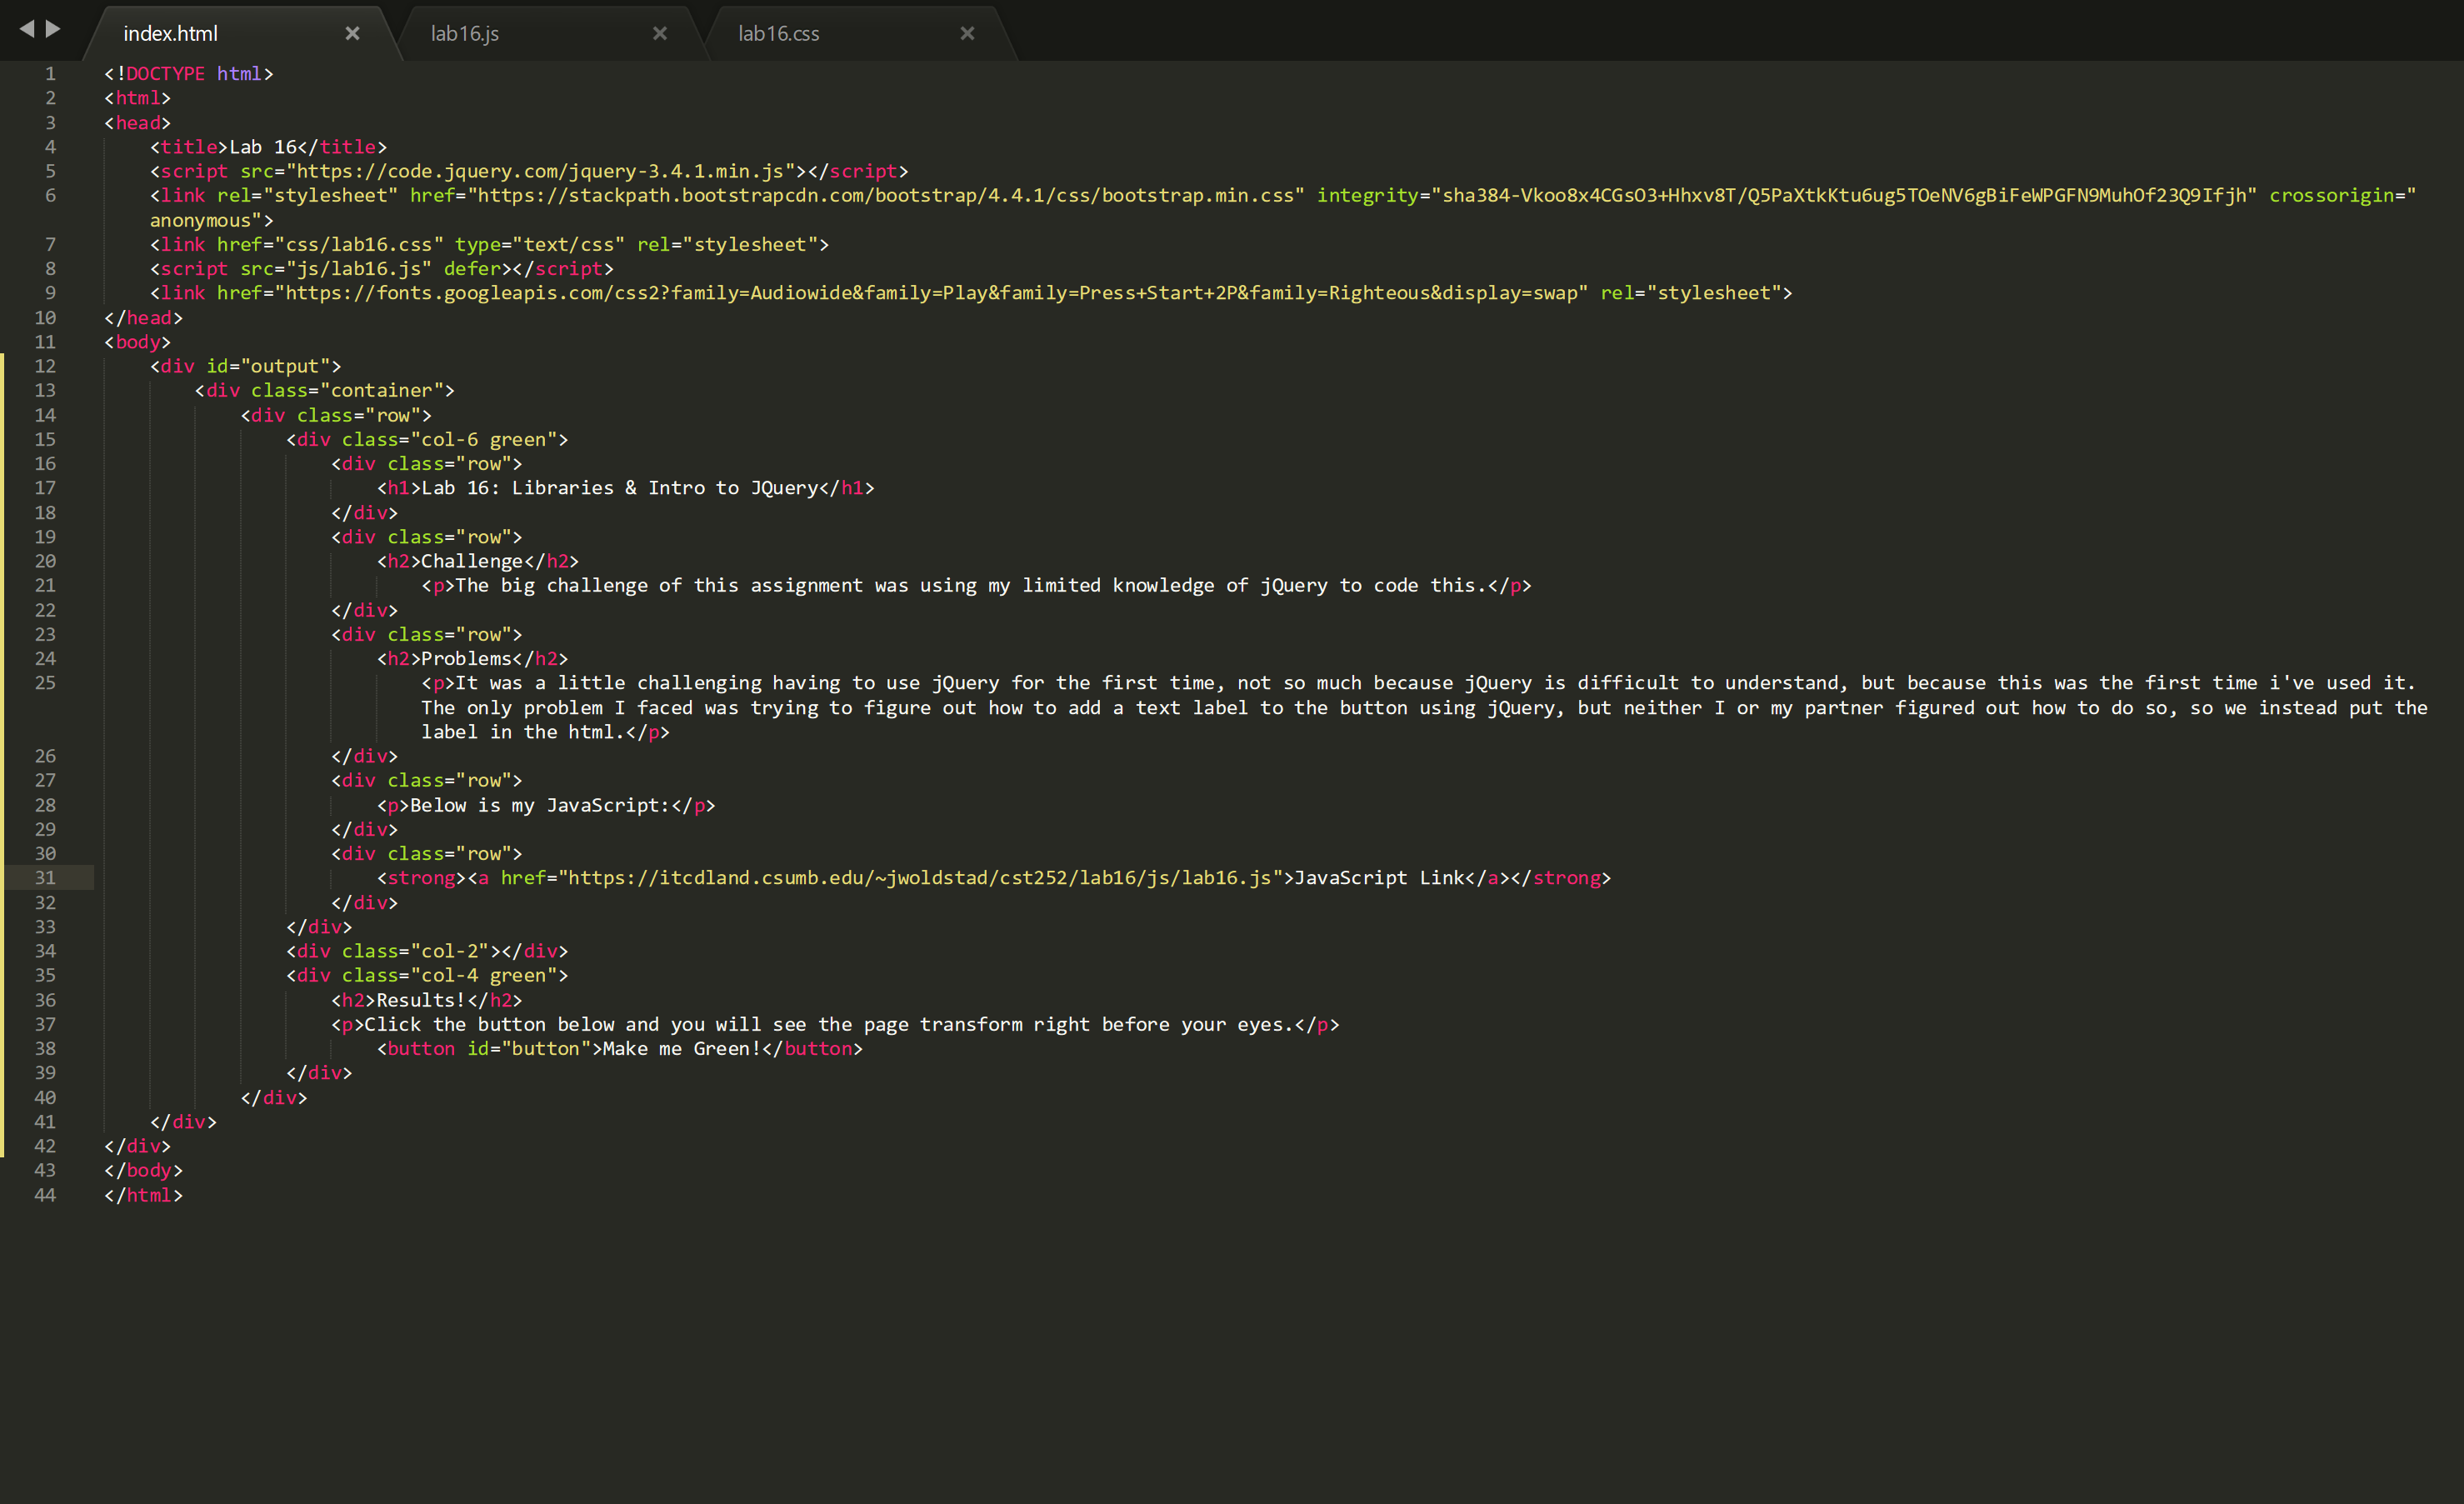 index.html
lab16.js
lab16.css
1 <!DOCTYPE html>
2 <html>
3 <head>
4 <title>Lab 16</title>
5 <script src="https://code.jquery.com/jquery-3.4.1.min.js"></script>
6 <link rel="stylesheet" href="https://stackpath.bootstrapcdn.com/bootstrap/4.4.1/css/bootstrap.min.css" integrity="sha384-Vkoo8x4CGsO3+Hhxv8T/Q5PaXtkKtu6ug5TOeNV6gBiFeWPGFN9MuhOf23Q9Ifjh" crossorigin="
anonymous">
7 <link href="css/lab16.css" type="text/css" rel="stylesheet">
8 <script src="js/lab16.js" defer></script>
9 <link href="https://fonts.googleapis.com/css2?family=Audiowide&family=Play&family=Press+Start+2P&family=Righteous&display=swap" rel="stylesheet">
10 </head>
11 <body>
12 <div id="output">
13 <div class="container">
14 <div class="row">
15 <div class="col-6 green">
16 <div class="row">
17 <h1>Lab 16: Libraries & Intro to JQuery</h1>
18 </div>
19 <div class="row">
20 <h2>Challenge</h2>
21 <p>The big challenge of this assignment was using my limited knowledge of jQuery to code this.</p>
22 </div>
23 <div class="row">
24 <h2>Problems</h2>
25 <p>It was a little challenging having to use jQuery for the first time, not so much because jQuery is difficult to understand, but because this was the first time i've used it.
The only problem I faced was trying to figure out how to add a text label to the button using jQuery, but neither I or my partner figured out how to do so, so we instead put the
label in the html.</p>
26 </div>
27 <div class="row">
28 <p>Below is my JavaScript:</p>
29 </div>
30 <div class="row">
31 <strong><a href="https://itcdland.csumb.edu/~jwoldstad/cst252/lab16/js/lab16.js">JavaScript Link</a></strong>
32 </div>
33 </div>
34 <div class="col-2"></div>
35 <div class="col-4 green">
36 <h2>Results!</h2>
37 <p>Click the button below and you will see the page transform right before your eyes.</p>
38 <button id="button">Make me Green!</button>
39 </div>
40 </div>
41 </div>
42 </div>
43 </body>
44 </html>